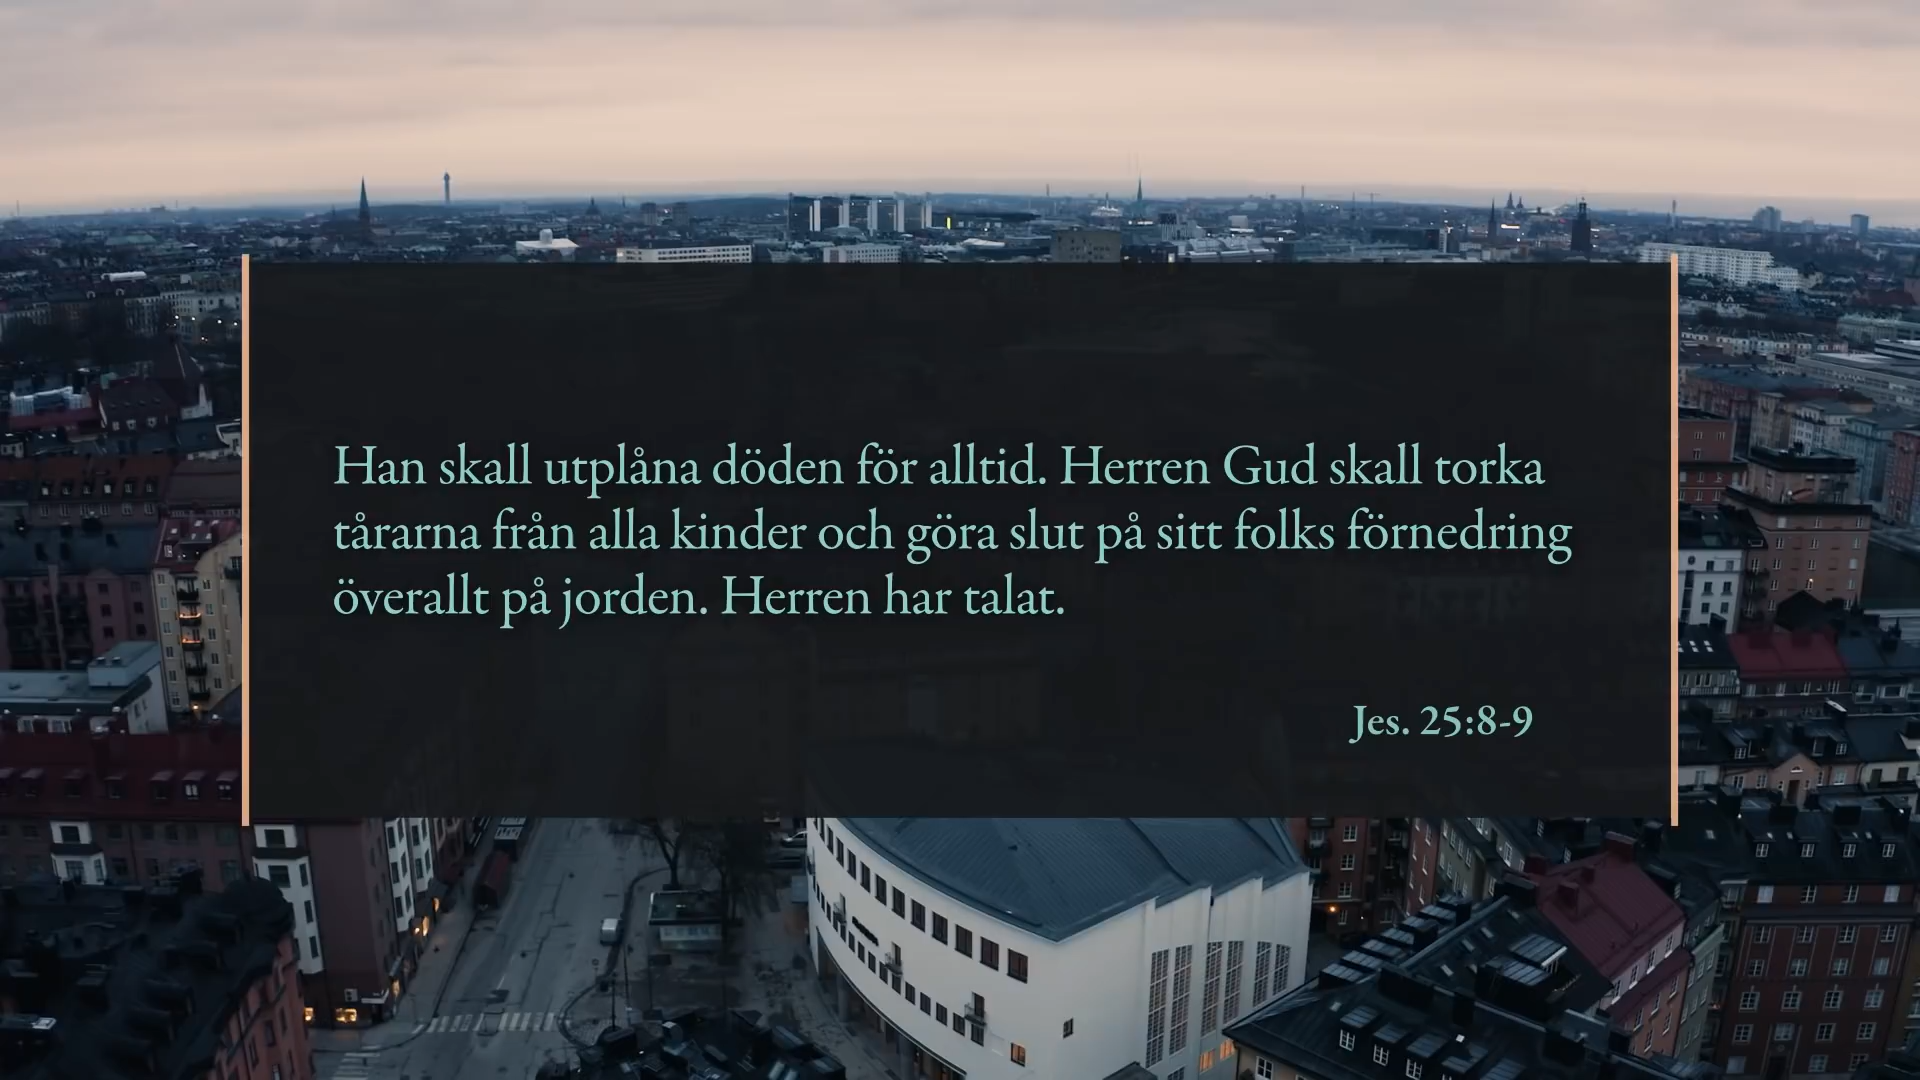 Han skall utplåna döden för alltid. Herren Gud skall torka
tårarna från alla kinder och göra slut på sitt folks förnedring
överallt på jorden. Herren har talat.
Jes. 25:8-9